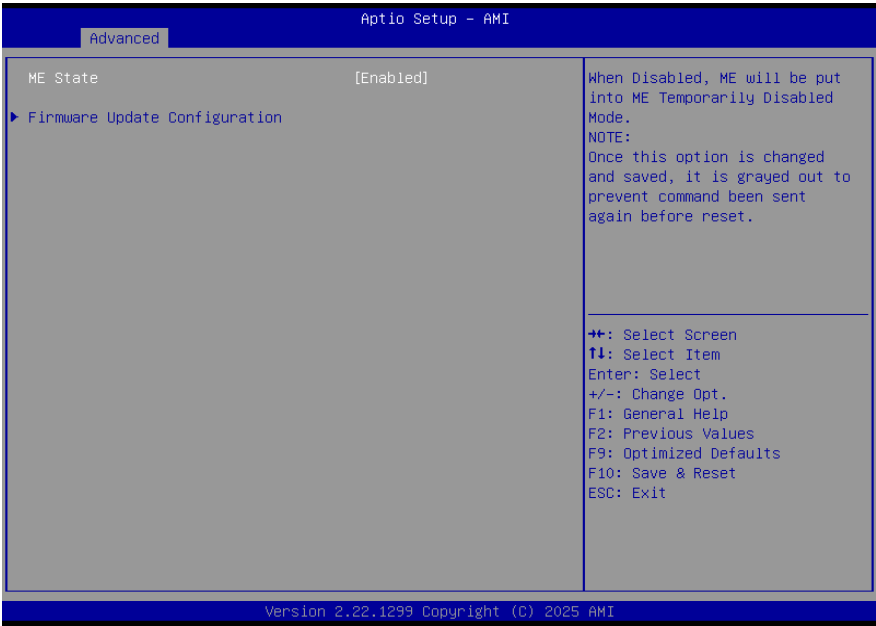 Aptio Setup – AMI
Advanced
ME State [Enabled]
▶ Firmware Update Configuration
When Disabled, ME will be put
into ME Temporarily Disabled
Mode.
NOTE:
Once this option is changed
and saved, it is grayed out to
prevent command been sent
again before reset.
→←: Select Screen
↑↓: Select Item
Enter: Select
+/-: Change Opt.
F1: General Help
F2: Previous Values
F9: Optimized Defaults
F10: Save & Reset
ESC: Exit
Version 2.22.1299 Copyright (C) 2025 AMI